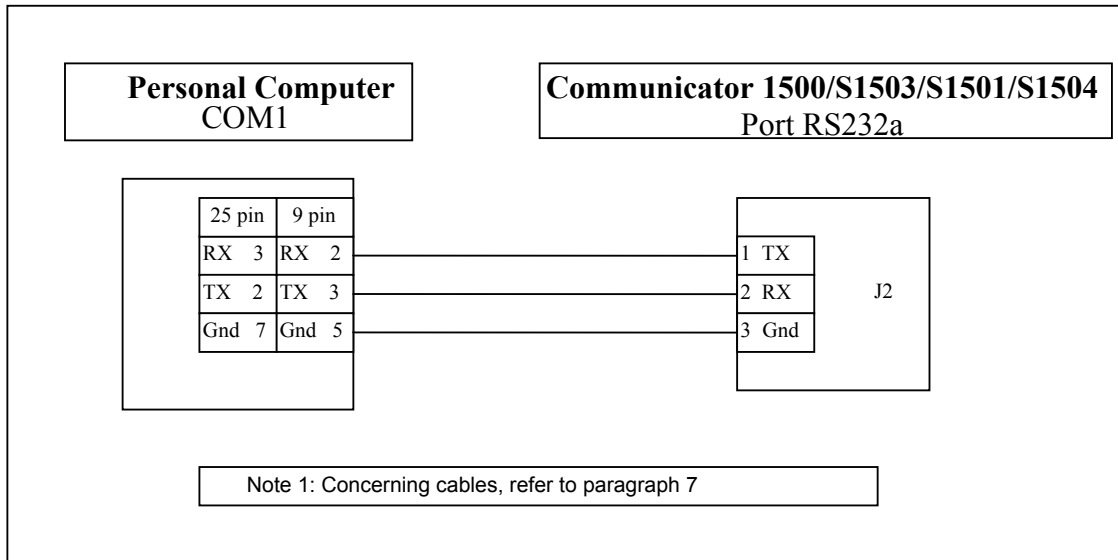 Personal Computer
COM1
Communicator 1500/S1503/S1501/S1504
Port RS232a
25 pin 9 pin
RX 3 RX 2
TX 2 TX 3
Gnd 7 Gnd 5
1 TX
2 RX
3 Gnd
J2
Note 1: Concerning cables, refer to paragraph 7